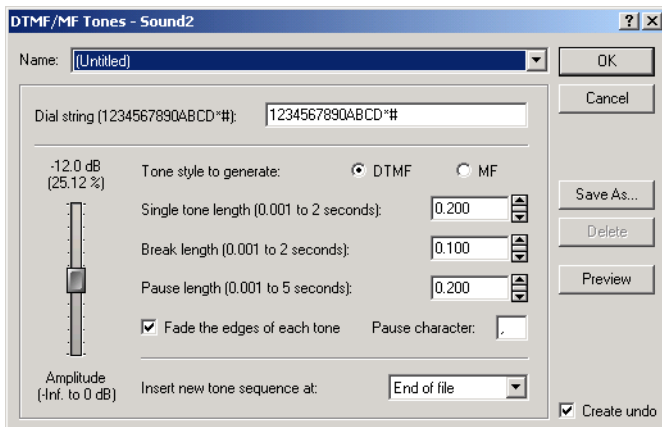 DTMF/MF Tones - Sound2
Name: (Untitled)
OK
Cancel
Dial string (1234567890ABCD*#): 1234567890ABCD*#
-12.0 dB
(25.12 %)
Tone style to generate: DTMF MF
Save As...
Single tone length (0.001 to 2 seconds): 0.200
Delete
Break length (0.001 to 2 seconds): 0.100
Preview
Pause length (0.001 to 5 seconds): 0.200
Fade the edges of each tone Pause character: ,
Amplitude
(-Inf. to 0 dB)
Insert new tone sequence at: End of file
Create undo